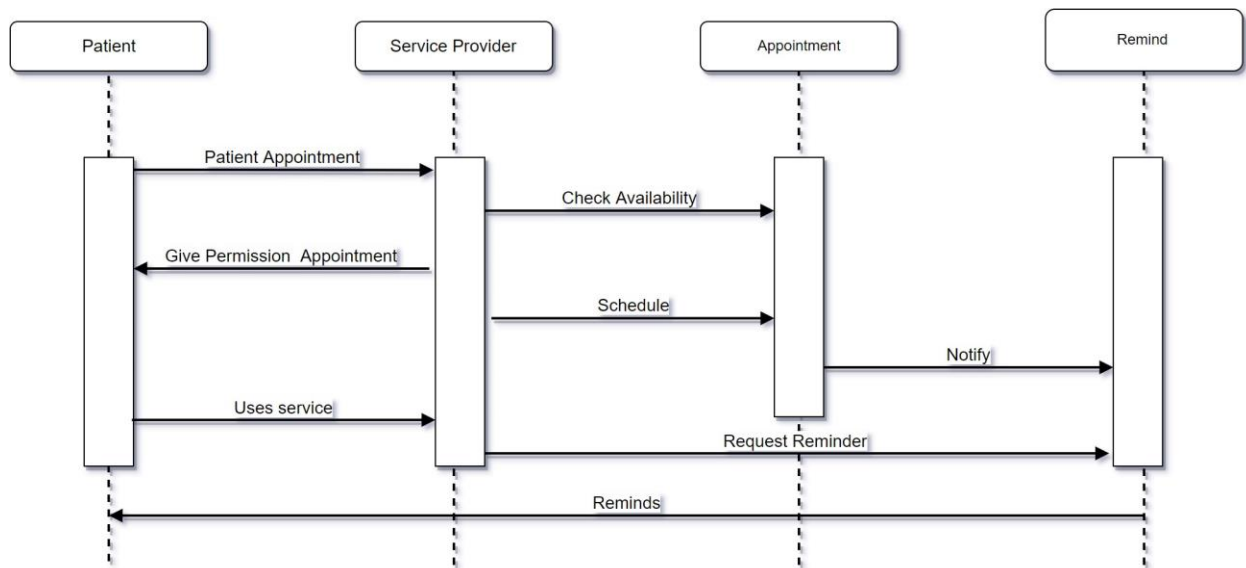 Patient
Service Provider
Appointment
Remind
Patient Appointment
Check Availability
Give Permission  Appointment
Schedule
Notify
Uses service
Request Reminder
Reminds